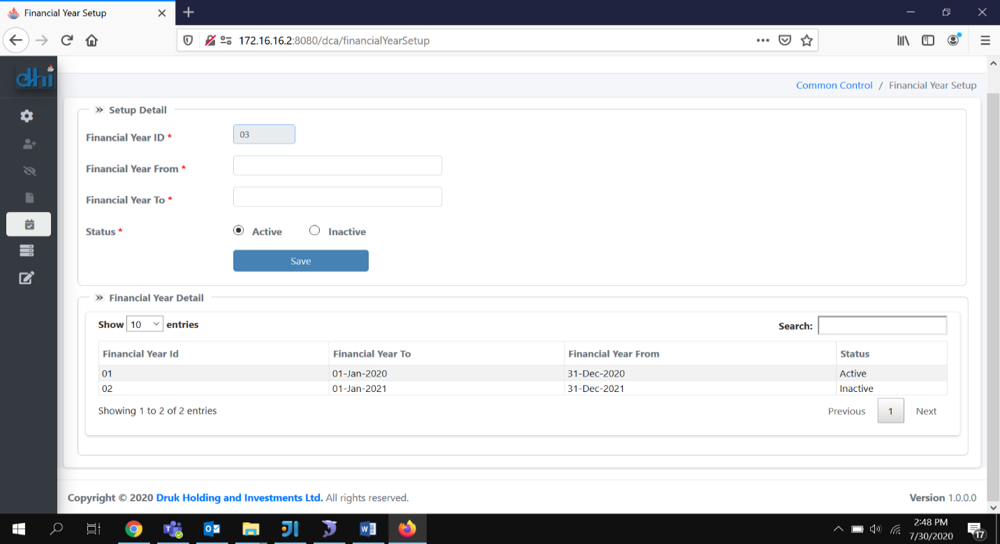 Financial Year Setup
172.16.16.2:8080/dca/financialYearSetup
dhi
Common Control / Financial Year Setup
Setup Detail
Financial Year ID * 03
Financial Year From *
Financial Year To *
Status * Active Inactive
Save
Financial Year Detail
Show 10 entries Search:
Financial Year Id Financial Year To Financial Year From Status
01 01-Jan-2020 31-Dec-2020 Active
02 01-Jan-2021 31-Dec-2021 Inactive
Showing 1 to 2 of 2 entries Previous 1 Next
Copyright © 2020 Druk Holding and Investments Ltd. All rights reserved. Version 1.0.0.0
2:48 PM
7/30/2020
17